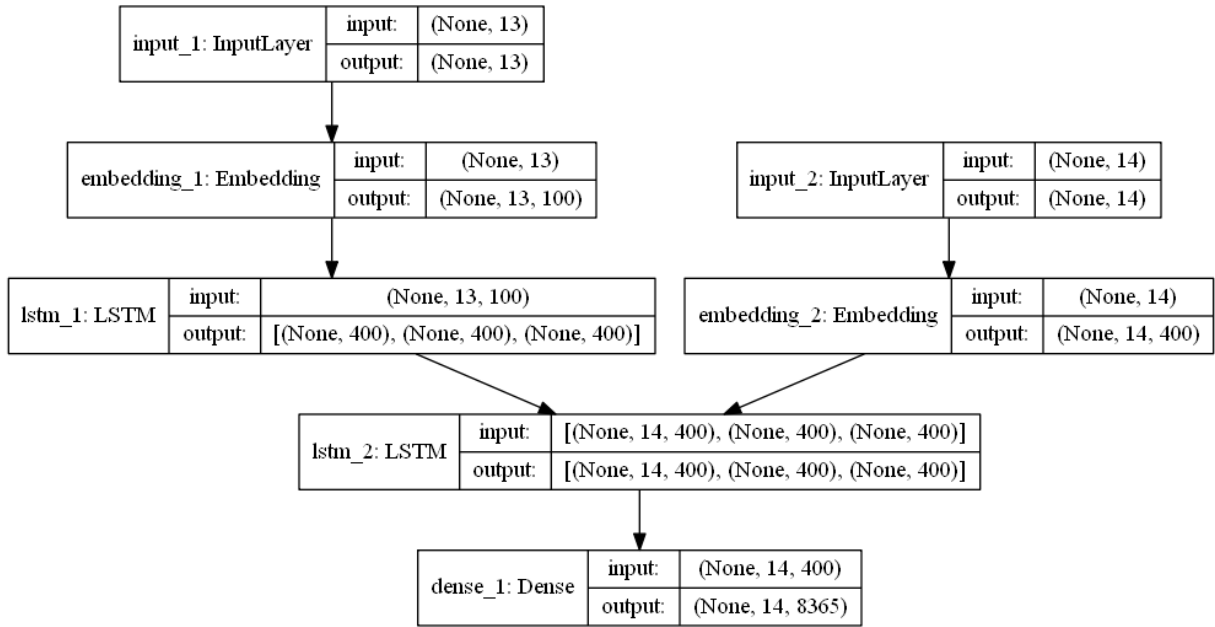 input_1: InputLayer
input: (None, 13)
output: (None, 13)
embedding_1: Embedding
input: (None, 13)
output: (None, 13, 100)
input_2: InputLayer
input: (None, 14)
output: (None, 14)
lstm_1: LSTM
input: (None, 13, 100)
output: [(None, 400), (None, 400), (None, 400)]
embedding_2: Embedding
input: (None, 14)
output: (None, 14, 400)
lstm_2: LSTM
input: [(None, 14, 400), (None, 400), (None, 400)]
output: [(None, 14, 400), (None, 400), (None, 400)]
dense_1: Dense
input: (None, 14, 400)
output: (None, 14, 8365)